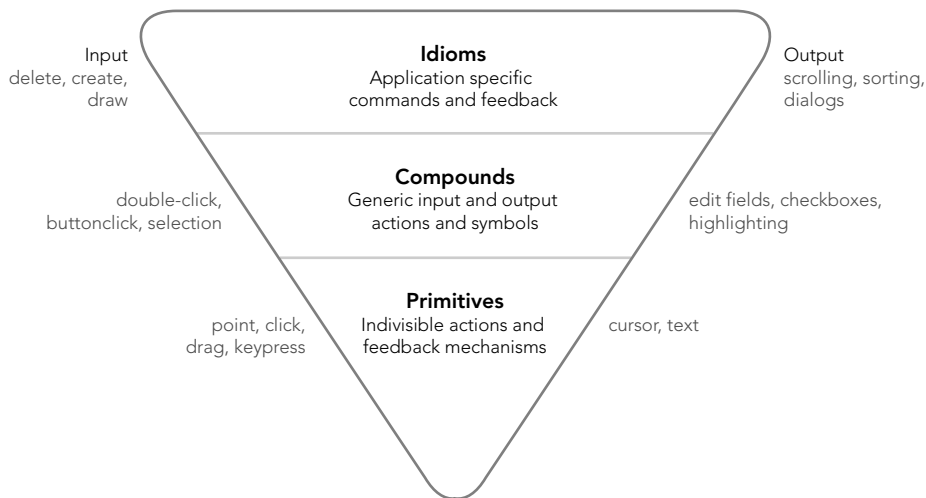 Input
delete, create,
draw
Idioms
Application specific
commands and feedback
Output
scrolling, sorting,
dialogs
double-click,
buttonclick, selection
Compounds
Generic input and output
actions and symbols
edit fields, checkboxes,
highlighting
point, click,
drag, keypress
Primitives
Indivisible actions and
feedback mechanisms
cursor, text